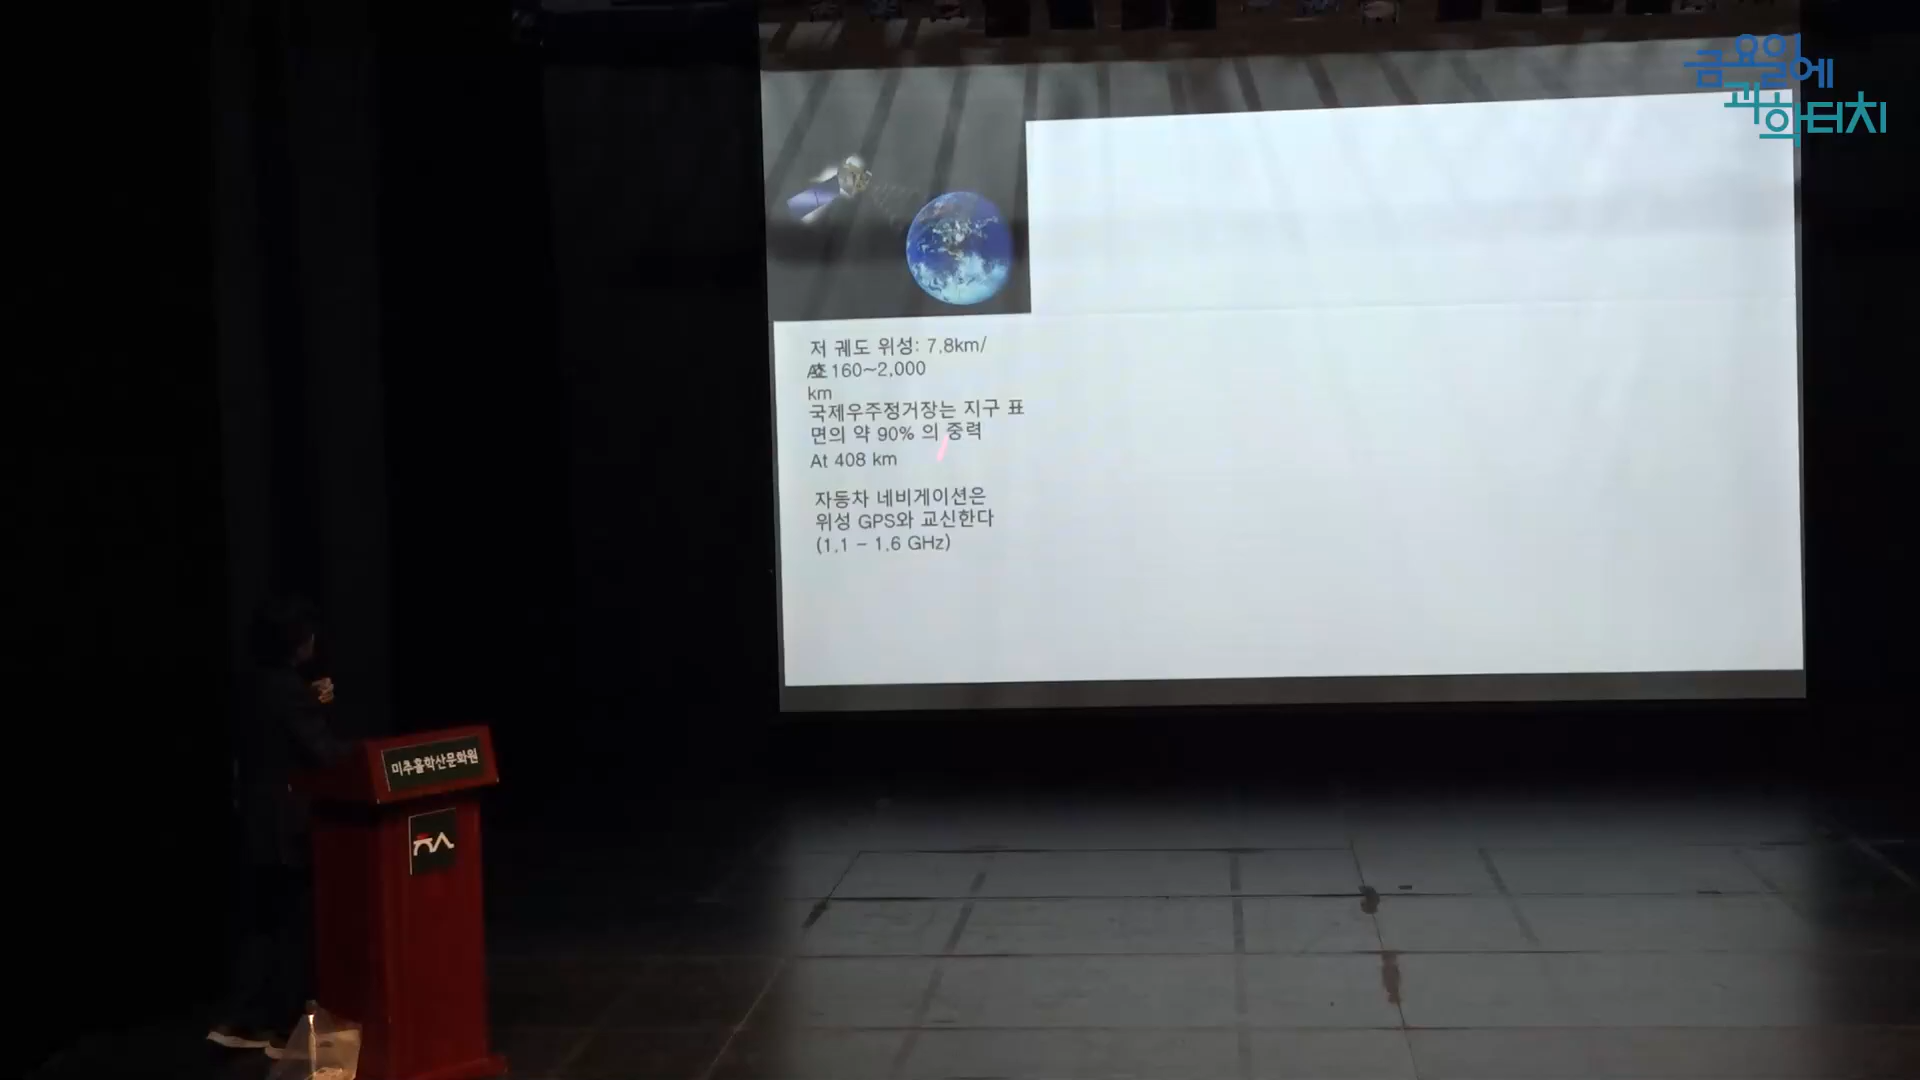 금요일에
과학터치
저 궤도 위성: 7.8km/
초
At 160~2,000
km
국제우주정거장는 지구 표
면의 약 90% 의 중력
At 408 km
자동차 네비게이션은
위성 GPS와 교신한다
(1.1 - 1.6 GHz)
미추홀학산문화원